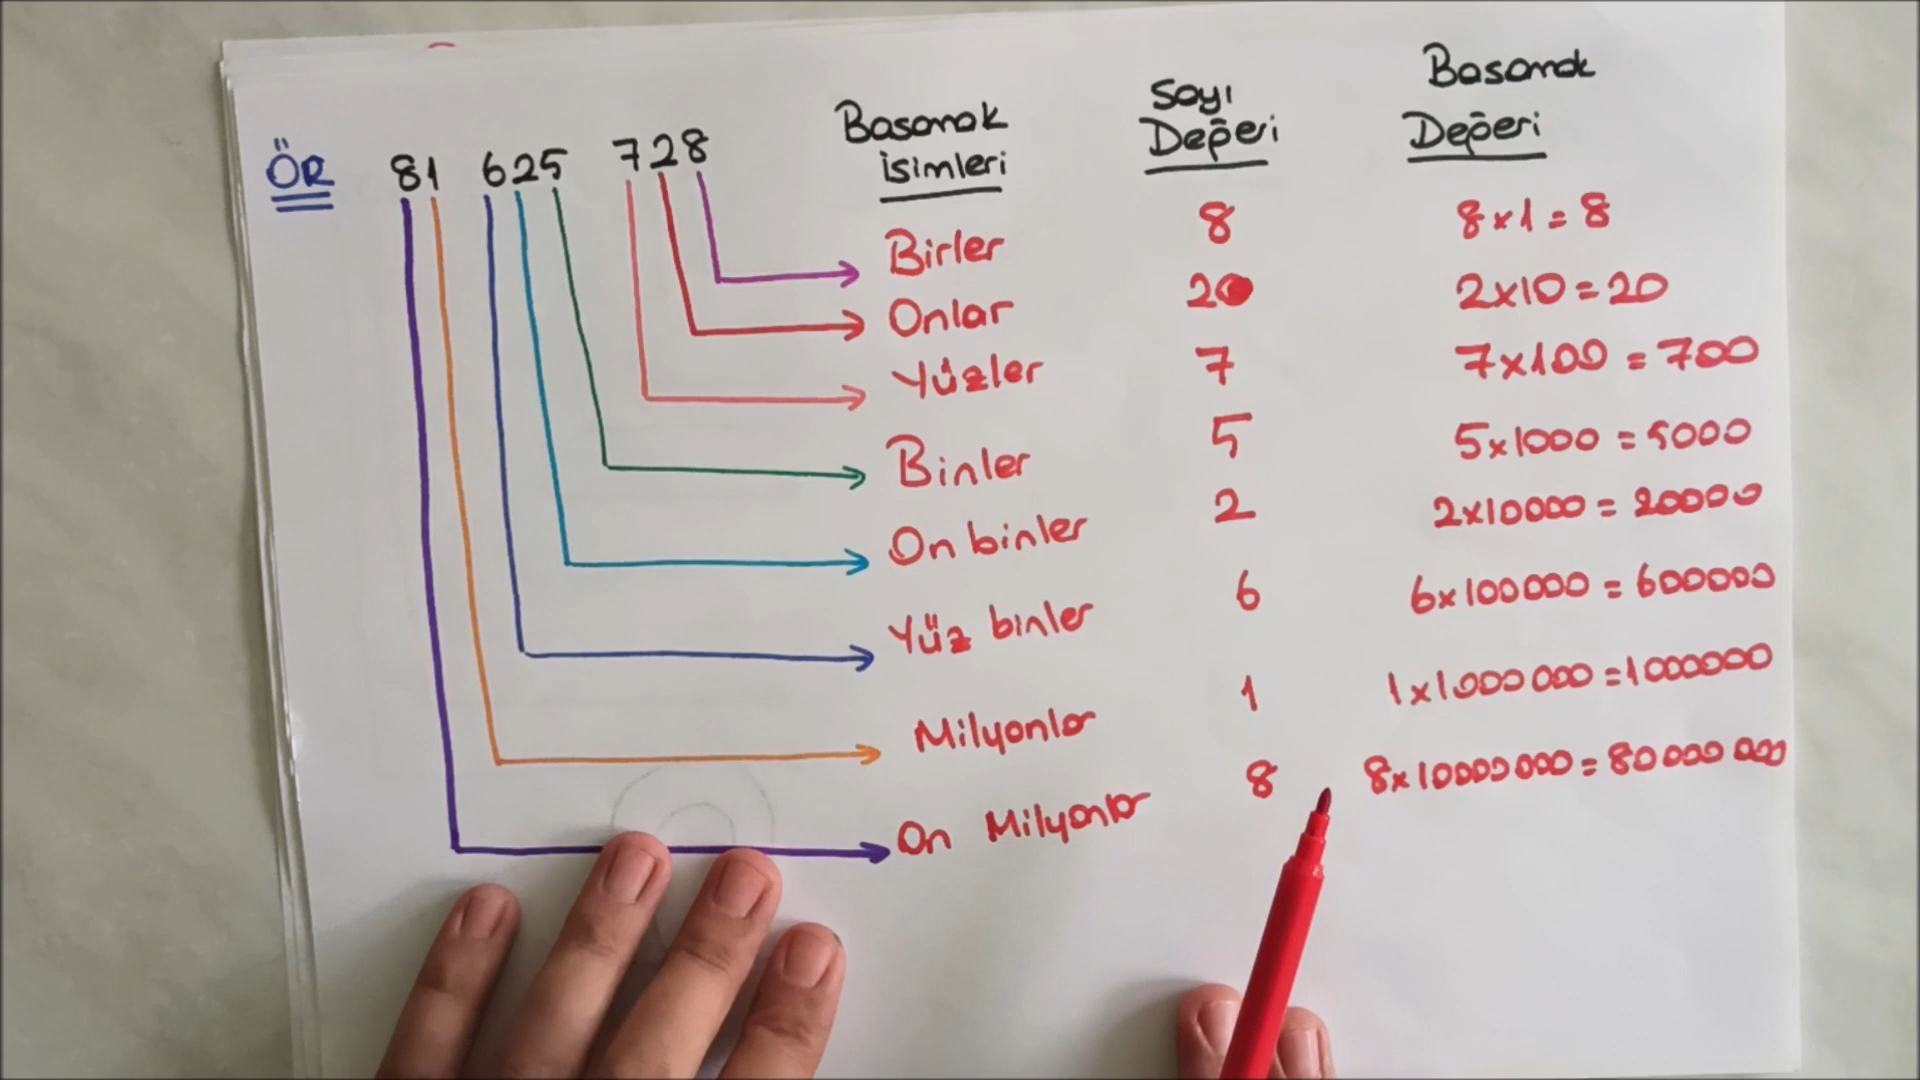 ÖR 81 625 728
Basamak
isimleri
Sayı
Değeri
Basamak
Değeri
Birler 8 8x1=8
Onlar 20 2x10=20
Yüzler 7 7x100=700
Binler 5 5x1000=5000
On binler 2 2x10000=20000
Yüz binler 6 6x100000=600000
Milyonlar 1 1x1000000=1000000
On Milyonlar 8 8x10000000=80000000